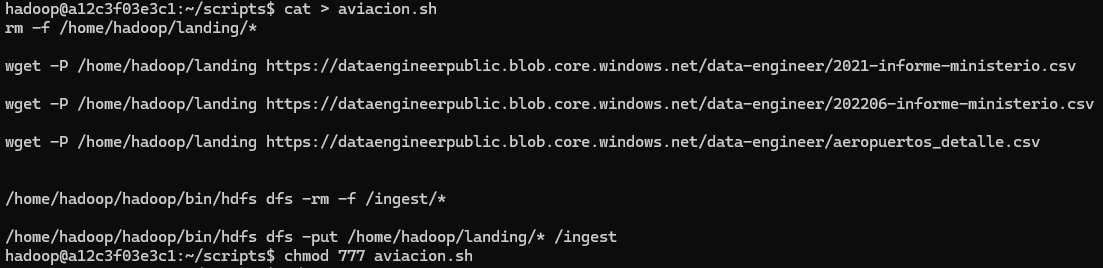 hadoop@a12c3f03e3c1:~/scripts$ cat > aviacion.sh
rm -f /home/hadoop/landing/*
wget -P /home/hadoop/landing https://dataengineerpublic.blob.core.windows.net/data-engineer/2021-informe-ministerio.csv
wget -P /home/hadoop/landing https://dataengineerpublic.blob.core.windows.net/data-engineer/202206-informe-ministerio.csv
wget -P /home/hadoop/landing https://dataengineerpublic.blob.core.windows.net/data-engineer/aeropuertos_detalle.csv
/home/hadoop/hadoop/bin/hdfs dfs -rm -f /ingest/*
/home/hadoop/hadoop/bin/hdfs dfs -put /home/hadoop/landing/* /ingest
hadoop@a12c3f03e3c1:~/scripts$ chmod 777 aviacion.sh